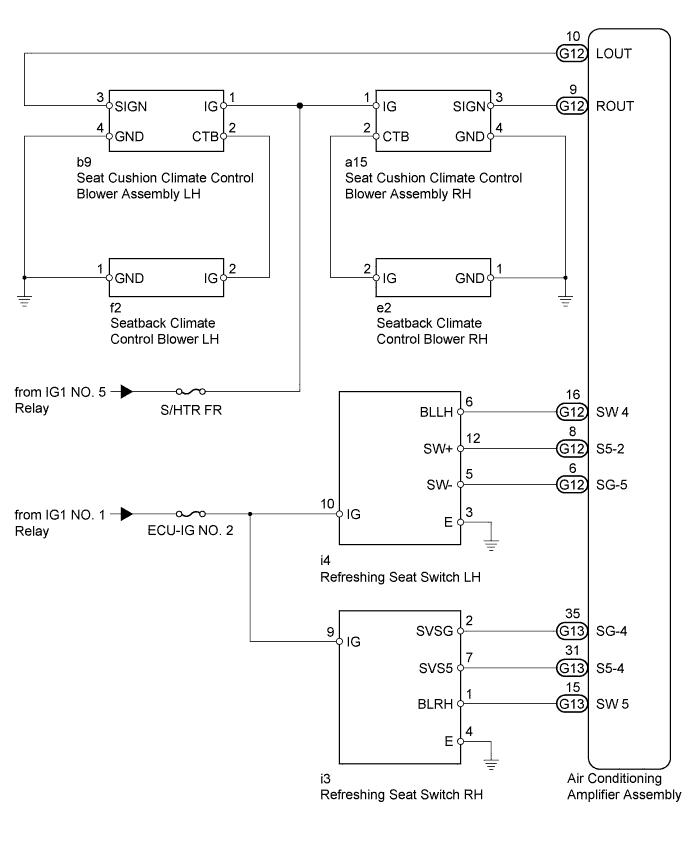 10
G12 LOUT
9
G12 ROUT
3 SIGN IG 1
4 GND CTB 2
b9
Seat Cushion Climate Control
Blower Assembly LH
1 IG SIGN 3
2 CTB GND 4
a15
Seat Cushion Climate Control
Blower Assembly RH
1 GND IG 2
f2
Seatback Climate
Control Blower LH
2 IG GND 1
e2
Seatback Climate
Control Blower RH
from IG1 NO. 5
Relay
S/HTR FR
BLLH 6 16 G12 SW 4
SW+ 12 8 G12 S5-2
SW- 5 6 G12 SG-5
10 IG
E 3
i4
Refreshing Seat Switch LH
from IG1 NO. 1
Relay
ECU-IG NO. 2
SVSG 2 35 G13 SG-4
9 IG
SVS5 7 31 G13 S5-4
BLRH 1 15 G13 SW 5
E 4
i3
Refreshing Seat Switch RH
Air Conditioning
Amplifier Assembly